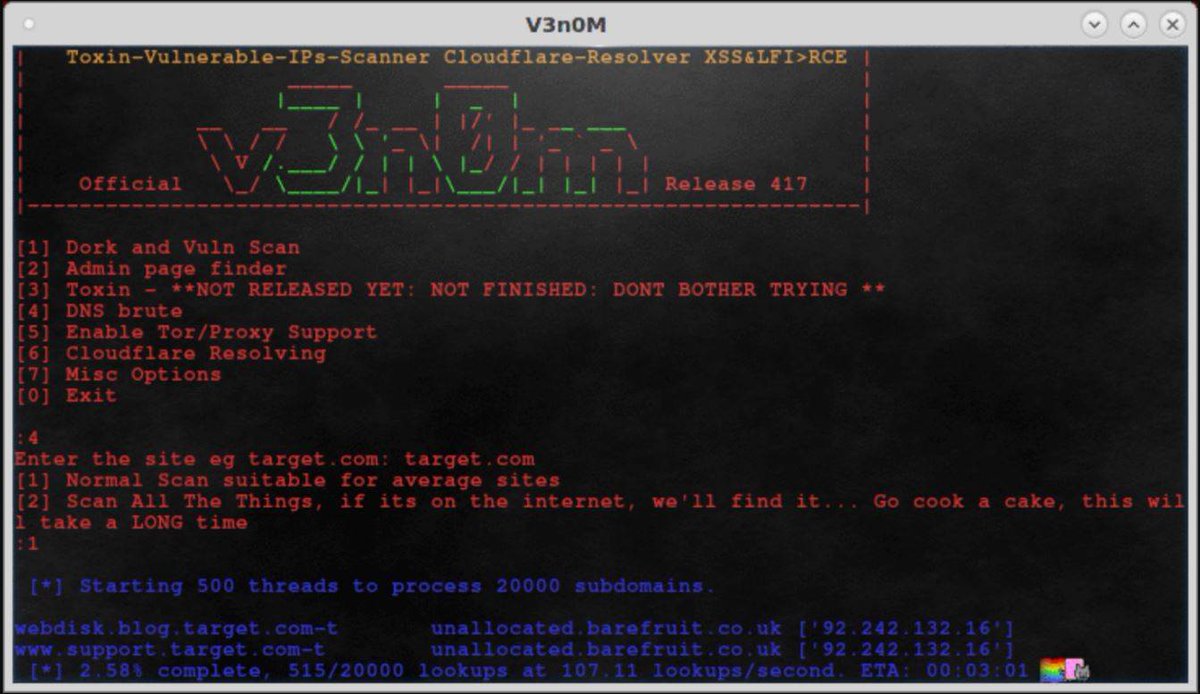 V3n0M
Toxin-Vulnerable-IPs-Scanner Cloudflare-Resolver XSS&LFI>RCE
v3n0m
Official Release 417
[1] Dork and Vuln Scan
[2] Admin page finder
[3] Toxin - **NOT RELEASED YET: NOT FINISHED: DONT BOTHER TRYING **
[4] DNS brute
[5] Enable Tor/Proxy Support
[6] Cloudflare Resolving
[7] Misc Options
[0] Exit
:4
Enter the site eg target.com: target.com
[1] Normal Scan suitable for average sites
[2] Scan All The Things, if its on the internet, we'll find it... Go cook a cake, this wil
l take a LONG time
:1
[*] Starting 500 threads to process 20000 subdomains.
webdisk.blog.target.com-t unallocated.barefruit.co.uk ['92.242.132.16']
www.support.target.com-t unallocated.barefruit.co.uk ['92.242.132.16']
[*] 2.58% complete, 515/20000 lookups at 107.11 lookups/second. ETA: 00:03:01